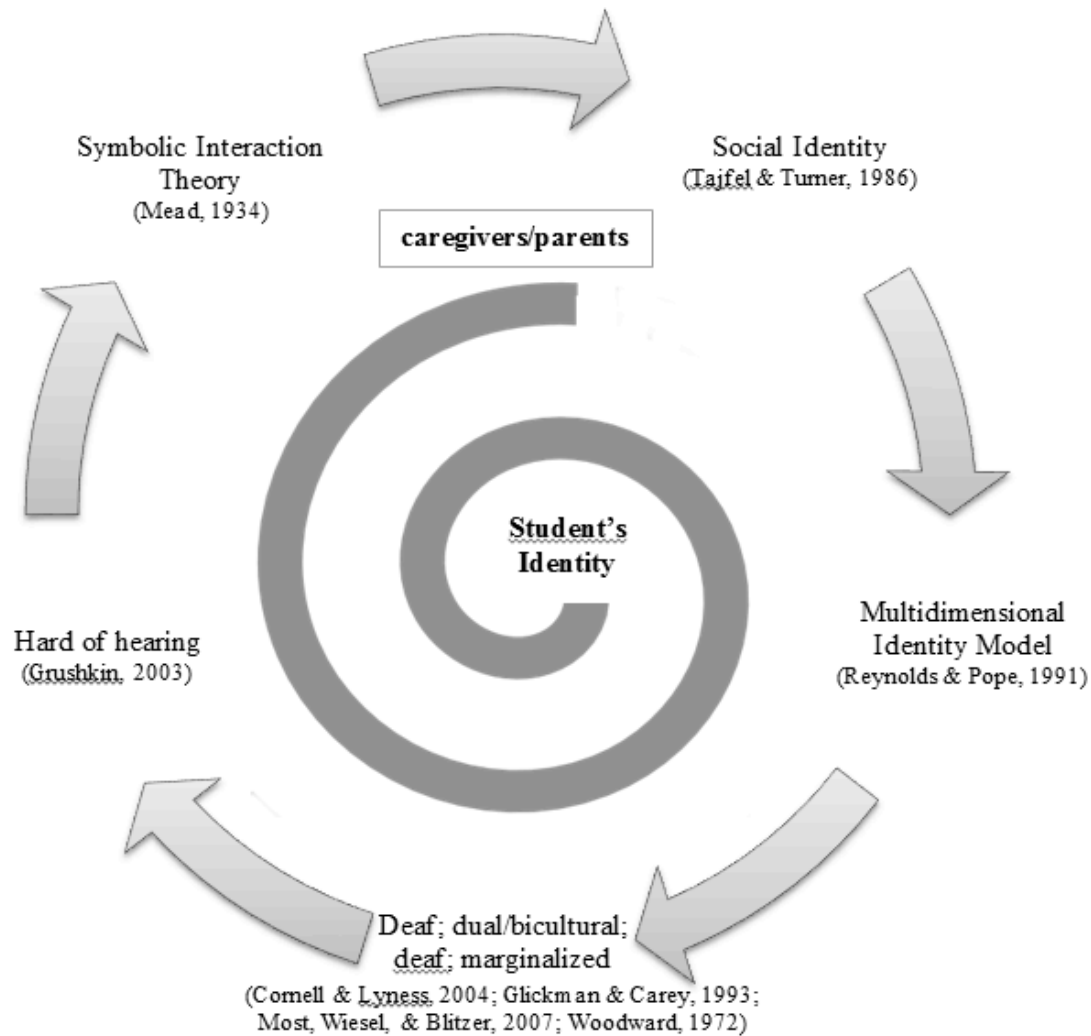 Symbolic Interaction
Theory
(Mead, 1934)
Social Identity
(Tajfel & Turner, 1986)
caregivers/parents
Student's
Identity
Multidimensional
Identity Model
(Reynolds & Pope, 1991)
Hard of hearing
(Grushkin, 2003)
Deaf; dual/bicultural;
deaf; marginalized
(Cornell & Lyness, 2004; Glickman & Carey, 1993;
Most, Wiesel, & Blitzer, 2007; Woodward, 1972)